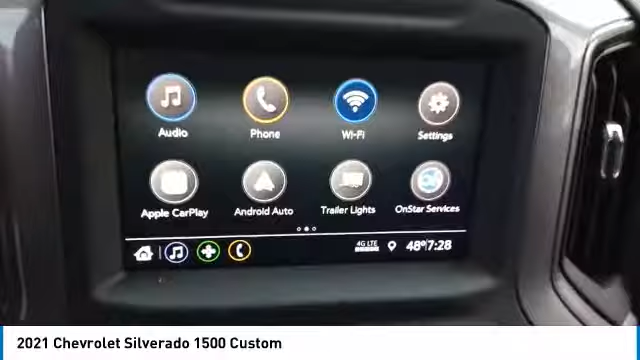 Audio Phone Wi-Fi Settings
Apple CarPlay Android Auto Trailer Lights OnStar Services
4G LTE 48° 7:28
2021 Chevrolet Silverado 1500 Custom